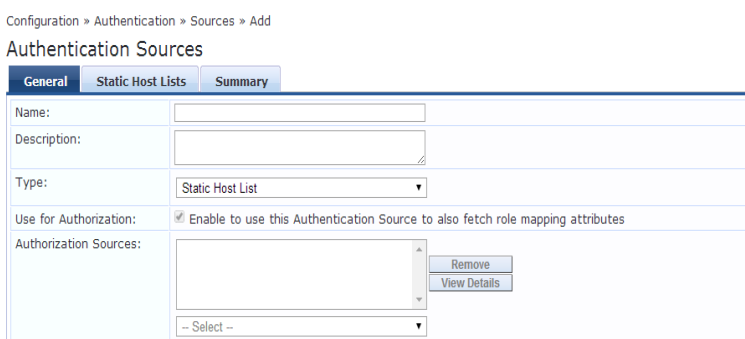 Configuration » Authentication » Sources » Add
Authentication Sources
General Static Host Lists Summary
Name:
Description:
Type: Static Host List
Use for Authorization: Enable to use this Authentication Source to also fetch role mapping attributes
Authorization Sources:
Remove
View Details
-- Select --